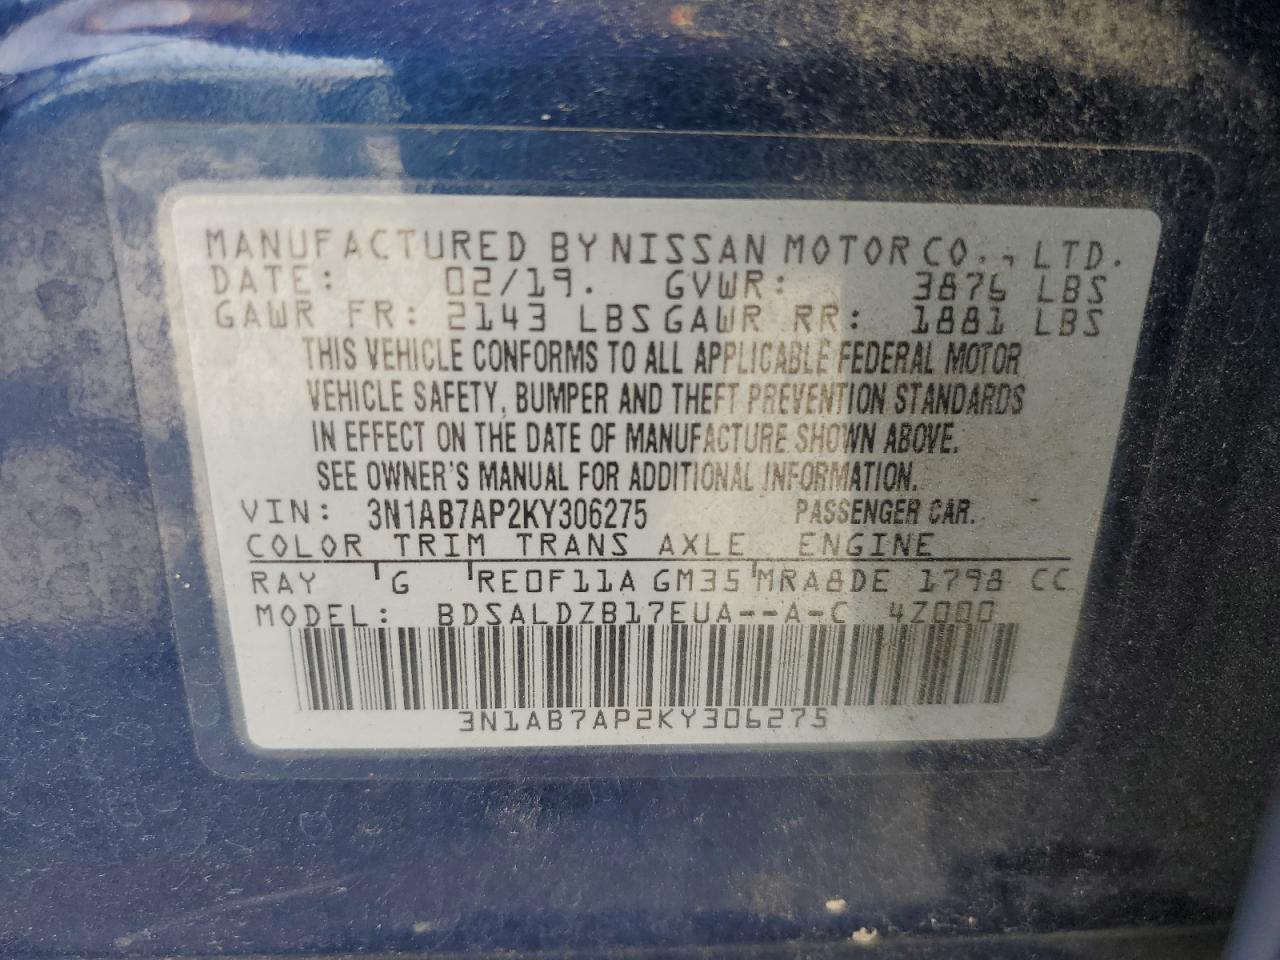 MANUFACTURED BY NISSAN MOTOR CO., LTD.
DATE: 02/19. GVWR: 3876 LBS
GAWR FR: 2143 LBS GAWR RR: 1881 LBS
THIS VEHICLE CONFORMS TO ALL APPLICABLE FEDERAL MOTOR
VEHICLE SAFETY, BUMPER AND THEFT PREVENTION STANDARDS
IN EFFECT ON THE DATE OF MANUFACTURE SHOWN ABOVE.
SEE OWNER'S MANUAL FOR ADDITIONAL INFORMATION.
VIN: 3N1AB7AP2KY306275 PASSENGER CAR.
COLOR TRIM TRANS AXLE ENGINE
RAY G RE0F11A GM35 MRA8DE 1798 CC
MODEL: BDSALDZB17EUA--A-C 4Z000
3N1AB7AP2KY306275